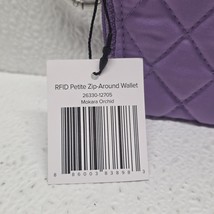 RFID Petite Zip-Around Wallet
26330-12705
Mokara Orchid